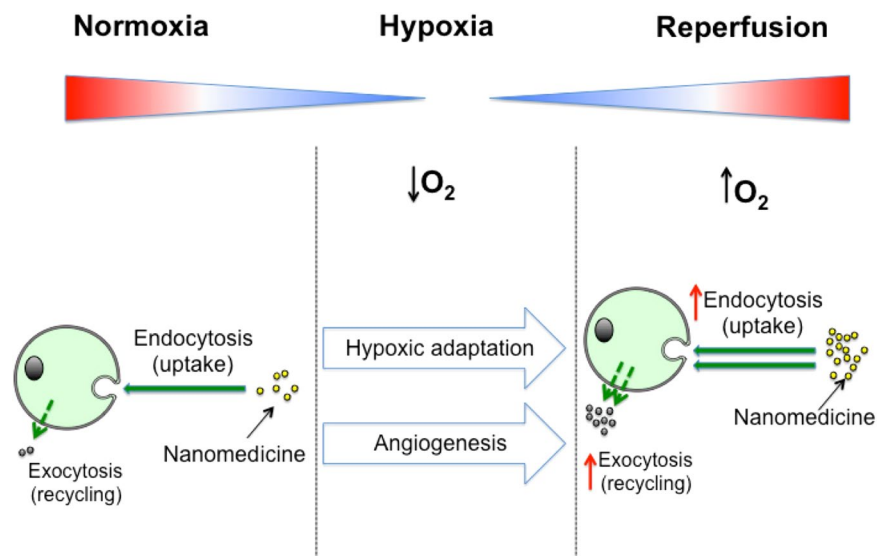 Normoxia
Hypoxia
Reperfusion
↓O₂
↑O₂
Endocytosis
(uptake)
Nanomedicine
Exocytosis
(recycling)
Hypoxic adaptation
Angiogenesis
Endocytosis
(uptake)
Nanomedicine
Exocytosis
(recycling)